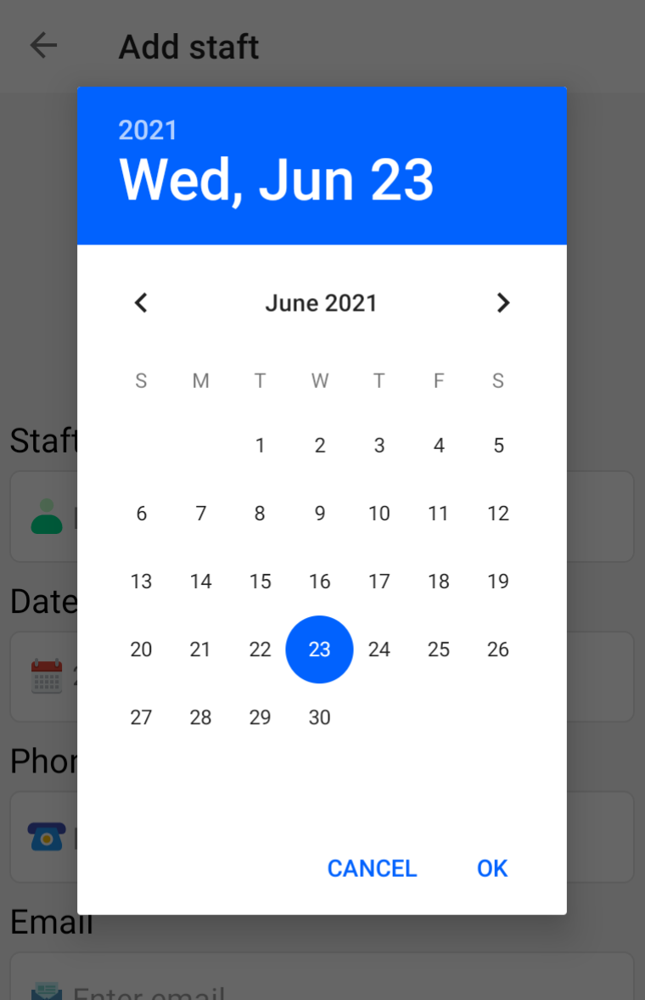 Add staft
2021
Wed, Jun 23
June 2021
S M T W T F S
1 2 3 4 5
6 7 8 9 10 11 12
13 14 15 16 17 18 19
20 21 22 23 24 25 26
27 28 29 30
CANCEL OK
Staft
Date
Email
Enter email